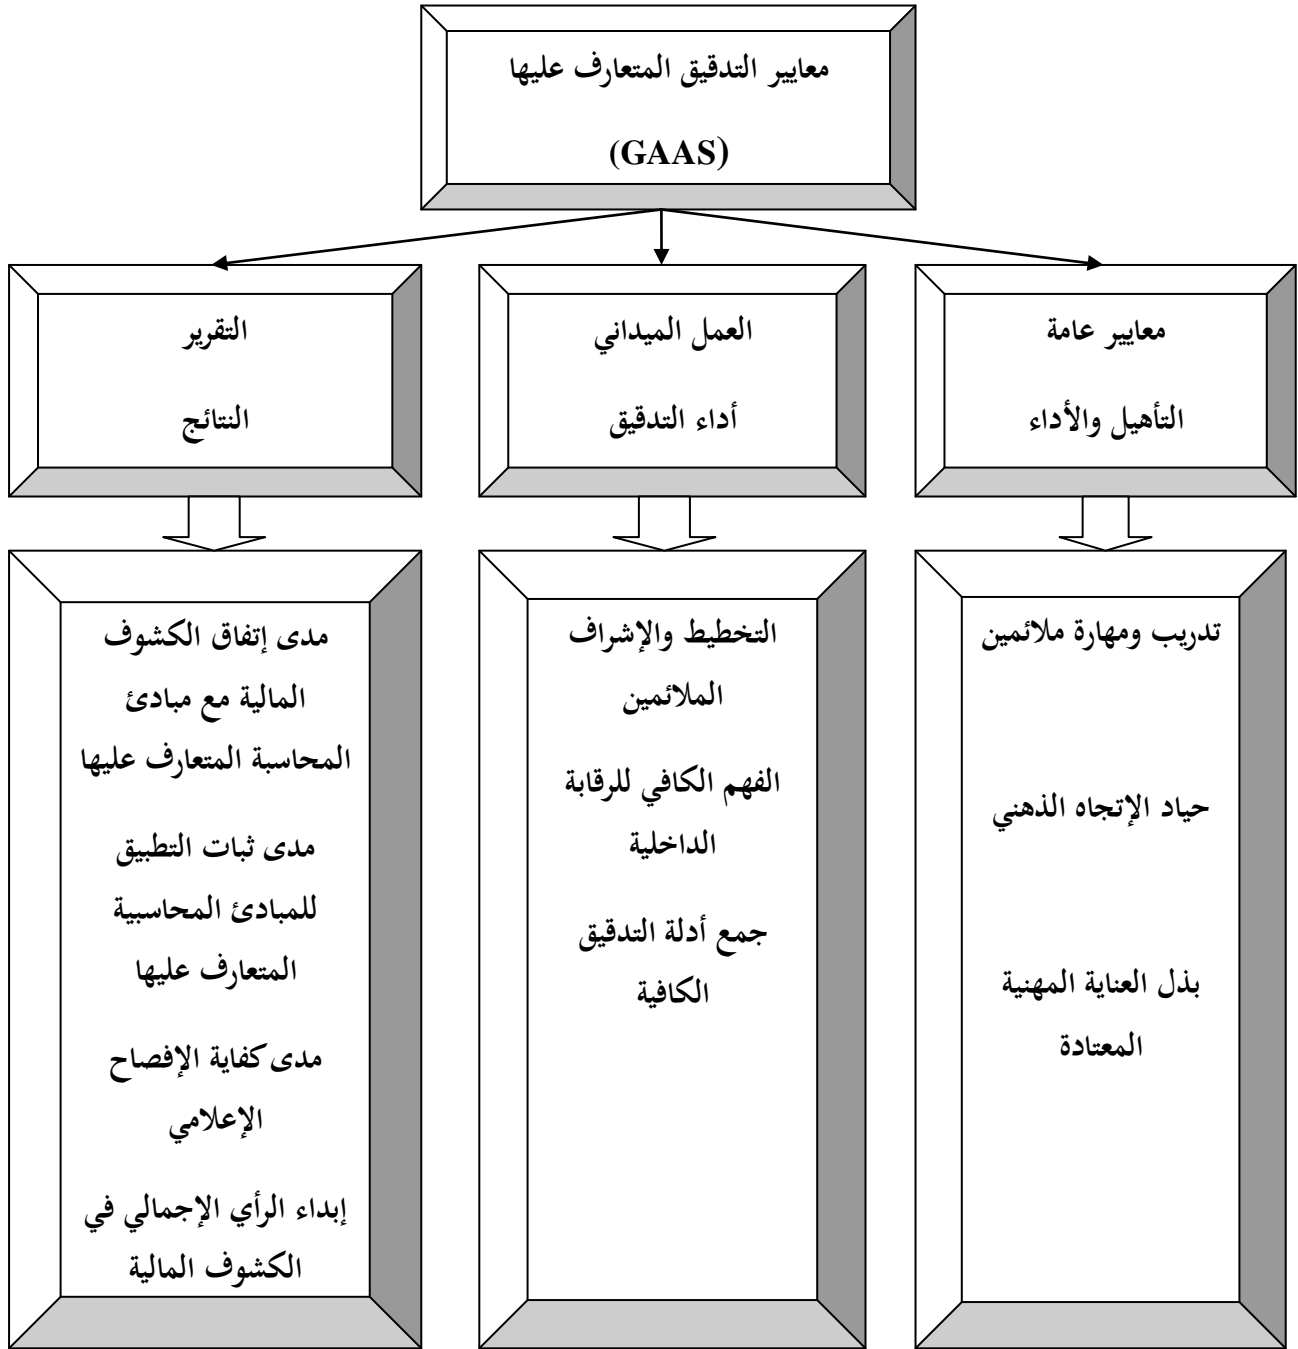 معايير التدقيق المتعارف عليها
(GAAS)
معايير عامة
التأهيل والأداء
العمل الميداني
أداء التدقيق
التقرير
النتائج
تدريب ومهارة ملائمين
حياد الإتجاه الذهني
بذل العناية المهنية
المعتادة
التخطيط والإشراف
الملائمين
الفهم الكافي للرقابة
الداخلية
جمع أدلة التدقيق
الكافية
مدى إتفاق الكشوف
المالية مع مبادئ
المحاسبة المتعارف عليها
مدى ثبات التطبيق
للمبادئ المحاسبية
المتعارف عليها
مدى كفاية الإفصاح
الإعلامي
إبداء الرأي الإجمالي في
الكشوف المالية